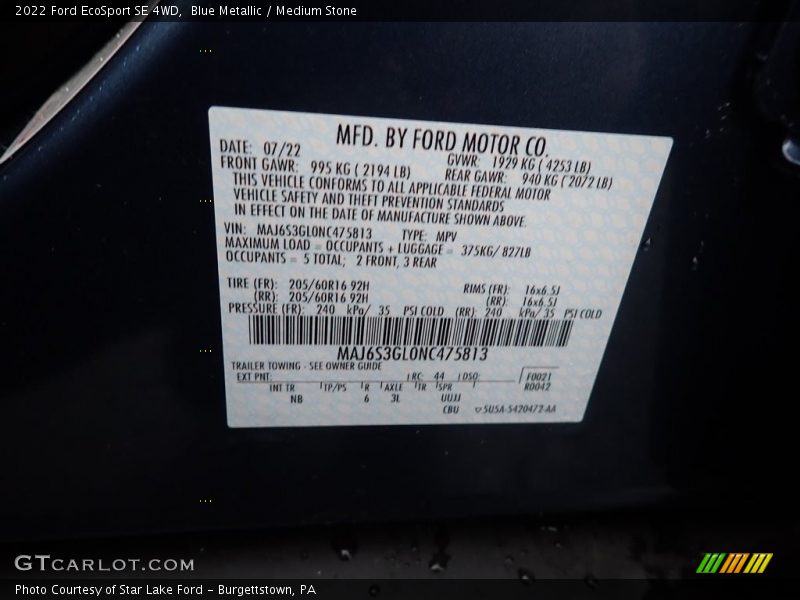 2022 Ford EcoSport SE 4WD, Blue Metallic / Medium Stone
MFD. BY FORD MOTOR CO.
DATE: 07/22 GVWR: 1929 KG ( 4253 LB)
FRONT GAWR: 995 KG ( 2194 LB) REAR GAWR: 940 KG ( 2072 LB)
THIS VEHICLE CONFORMS TO ALL APPLICABLE FEDERAL MOTOR
VEHICLE SAFETY AND THEFT PREVENTION STANDARDS
IN EFFECT ON THE DATE OF MANUFACTURE SHOWN ABOVE.
VIN: MAJ6S3GL0NC475813 TYPE: MPV
MAXIMUM LOAD = OCCUPANTS + LUGGAGE = 375KG/ 827LB
OCCUPANTS = 5 TOTAL; 2 FRONT, 3 REAR
TIRE (FR): 205/60R16 92H RIMS (FR): 16x6.5J
(RR): 205/60R16 92H (RR): 16x6.5J
PRESSURE (FR): 240 kPa/ 35 PSI COLD (RR): 240 kPa/ 35 PSI COLD
MAJ6S3GL0NC475813
TRAILER TOWING - SEE OWNER GUIDE
EXT PNT: RC: 44 DSO: F0021
INT TR TP/PS R AXLE TR SPR R0042
NB 6 3L UUJJ
CBU 5U5A-5420472-AA
GTCARLOT.COM
Photo Courtesy of Star Lake Ford - Burgettstown, PA